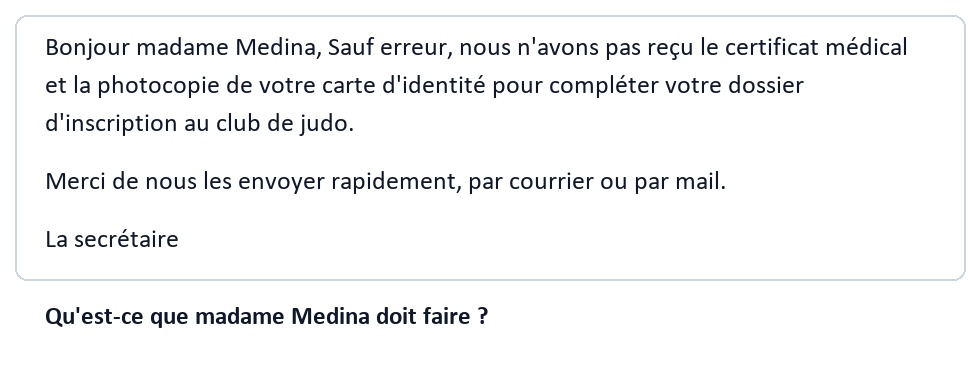 Bonjour madame Medina, Sauf erreur, nous n'avons pas reçu le certificat médical
et la photocopie de votre carte d'identité pour compléter votre dossier
d'inscription au club de judo.
Merci de nous les envoyer rapidement, par courrier ou par mail.
La secrétaire
Qu'est-ce que madame Medina doit faire ?